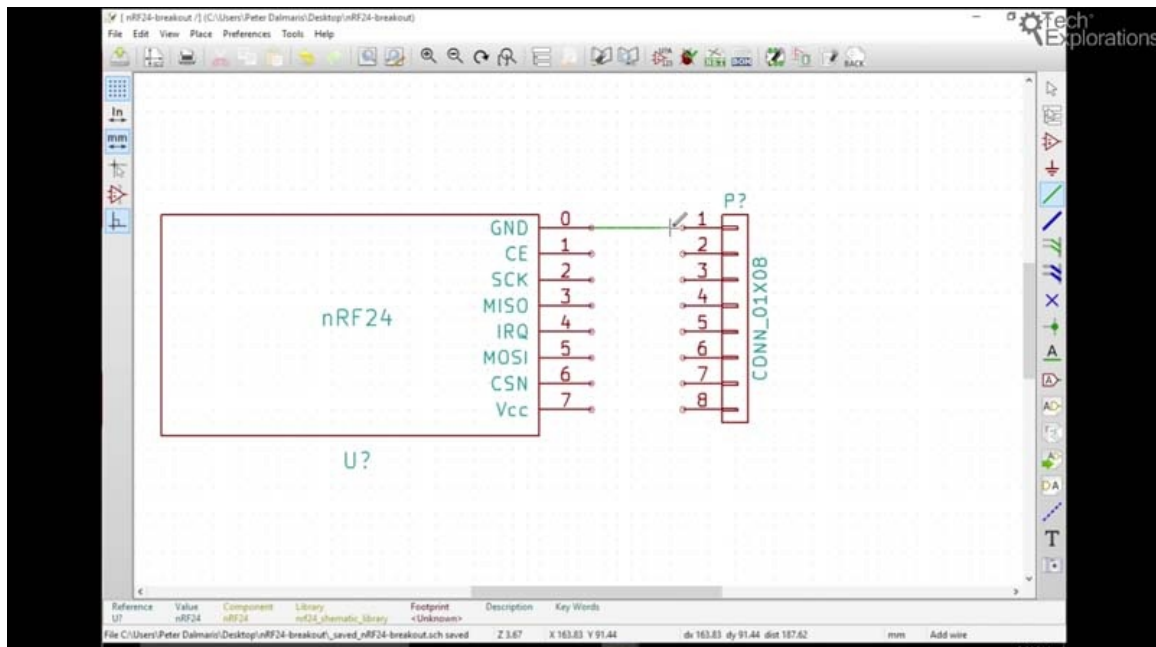 [ nRF24-breakout /] (C:\Users\Peter Dalmaris\Desktop\nRF24-breakout)
Tech Explorations
File Edit View Place Preferences Tools Help
BOM
BACK
In
mm
P?
GND 0 1
CE 1 2
SCK 2 3
MISO 3 4
IRQ 4 5
MOSI 5 6
CSN 6 7
Vcc 7 8
nRF24
CONN_01X08
U?
A
A
AD
DA
T
Reference Value Component Library Footprint Description Key Words
U? nRF24 nRF24 nrf24_shematic_library <Unknown>
File C:\Users\Peter Dalmaris\Desktop\nRF24-breakout\_saved_nRF24-breakout.sch saved Z 3.67 X 163.83 Y 91.44 dx 163.83 dy 91.44 dist 187.62 mm Add wire